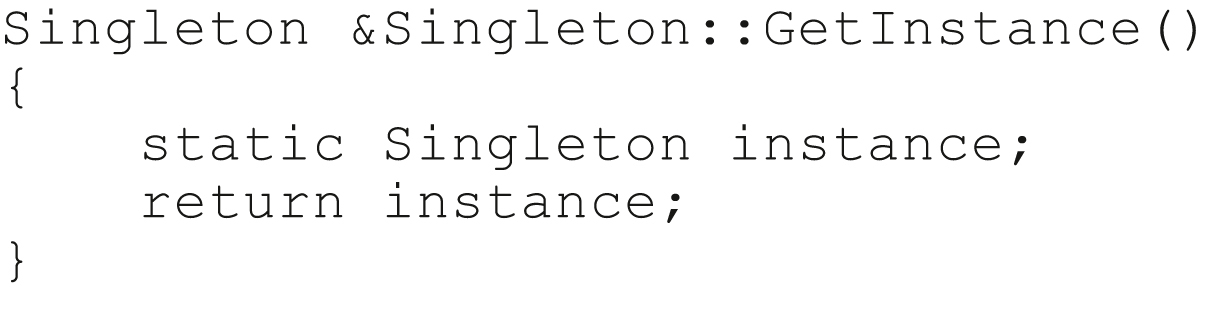 Singleton &Singleton::GetInstance()
{
    static Singleton instance;
    return instance;
}